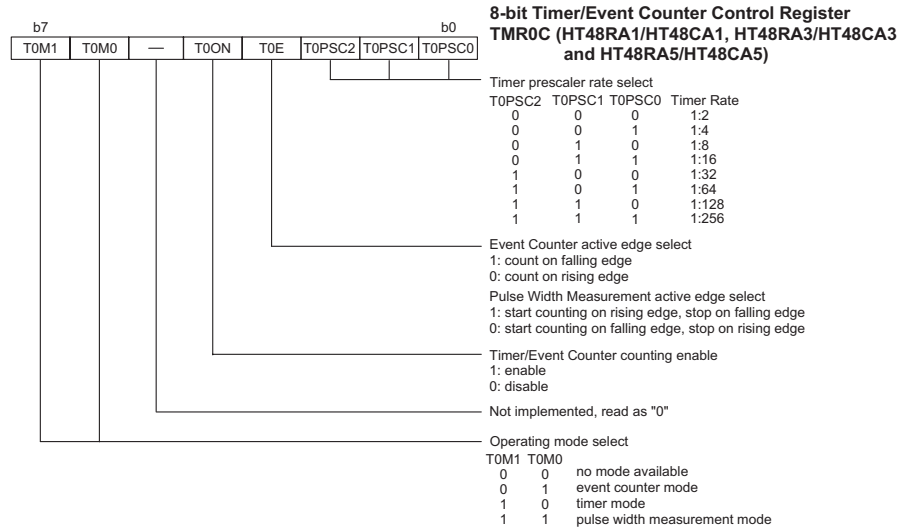 8-bit Timer/Event Counter Control Register
TMR0C (HT48RA1/HT48CA1, HT48RA3/HT48CA3
and HT48RA5/HT48CA5)
b7 b0
T0M1 T0M0 — T0ON T0E T0PSC2 T0PSC1 T0PSC0
Timer prescaler rate select
T0PSC2 T0PSC1 T0PSC0 Timer Rate
0 0 0 1:2
0 0 1 1:4
0 1 0 1:8
0 1 1 1:16
1 0 0 1:32
1 0 1 1:64
1 1 0 1:128
1 1 1 1:256
Event Counter active edge select
1: count on falling edge
0: count on rising edge
Pulse Width Measurement active edge select
1: start counting on rising edge, stop on falling edge
0: start counting on falling edge, stop on rising edge
Timer/Event Counter counting enable
1: enable
0: disable
Not implemented, read as "0"
Operating mode select
T0M1 T0M0
0 0 no mode available
0 1 event counter mode
1 0 timer mode
1 1 pulse width measurement mode